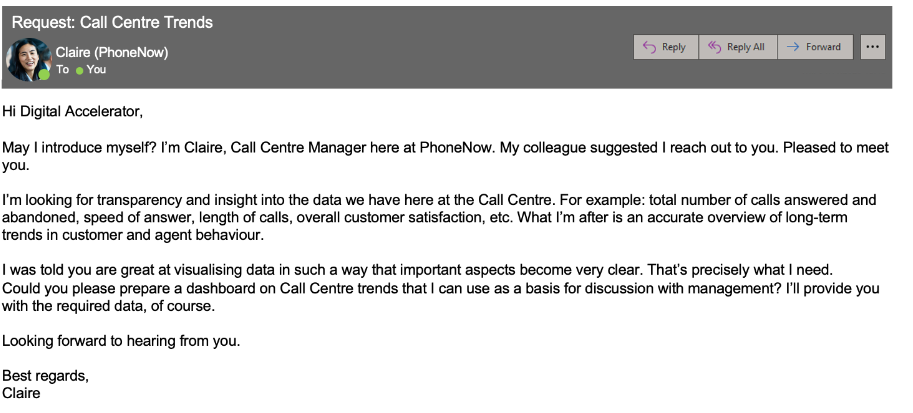 Request: Call Centre Trends
Claire (PhoneNow)
To You
Reply
Reply All
Forward
Hi Digital Accelerator,
May I introduce myself? I'm Claire, Call Centre Manager here at PhoneNow. My colleague suggested I reach out to you. Pleased to meet
you.
I'm looking for transparency and insight into the data we have here at the Call Centre. For example: total number of calls answered and
abandoned, speed of answer, length of calls, overall customer satisfaction, etc. What I'm after is an accurate overview of long-term
trends in customer and agent behaviour.
I was told you are great at visualising data in such a way that important aspects become very clear. That's precisely what I need.
Could you please prepare a dashboard on Call Centre trends that I can use as a basis for discussion with management? I'll provide you
with the required data, of course.
Looking forward to hearing from you.
Best regards,
Claire